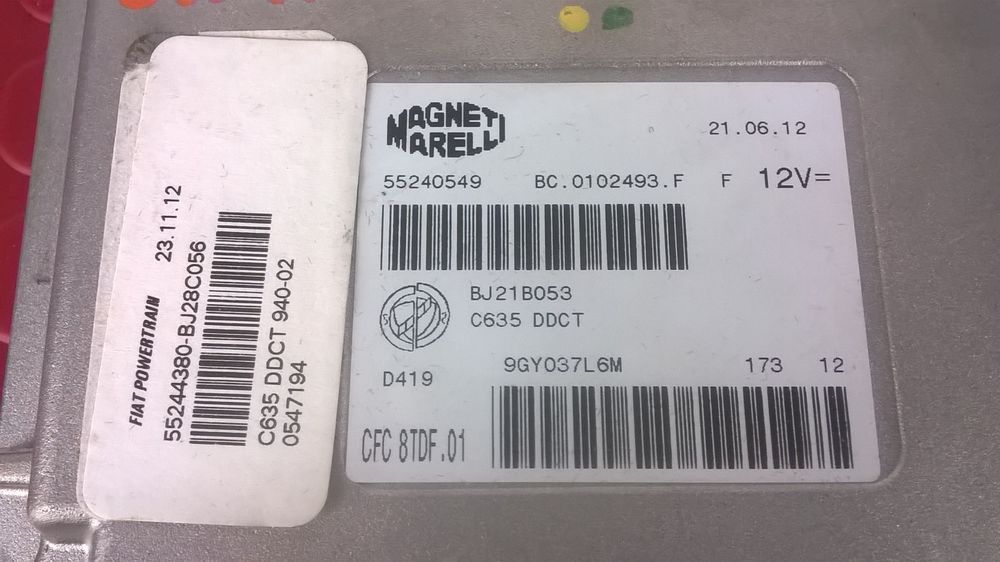 FIAT POWERTRAIN 23.11.12
55244380-BJ28C056
C635 DDCT 940-02
0547194
MAGNETI
MARELLI
21.06.12
55240549 BC.0102493.F F 12V=
BJ21B053
C635 DDCT
D419 9GY037L6M 173 12
CFC 8TDF.01